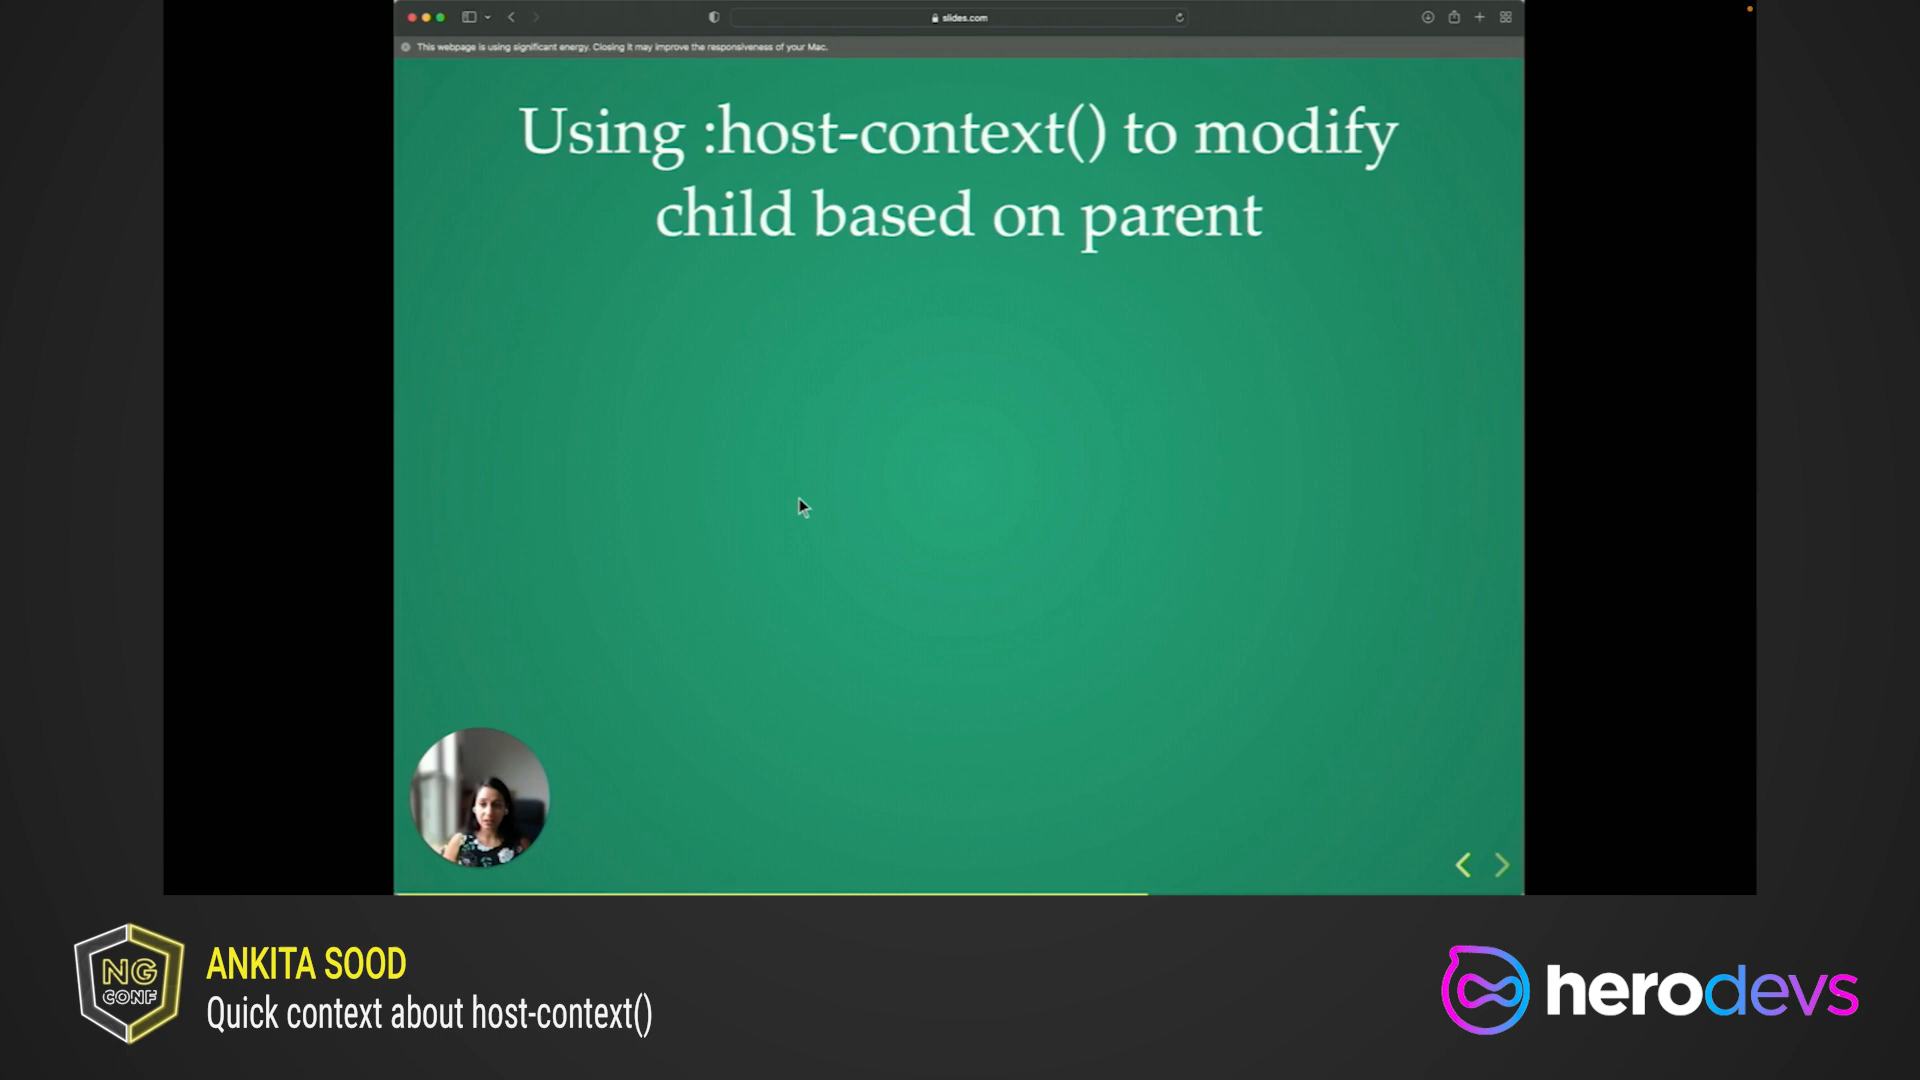 slides.com
This webpage is using significant energy. Closing it may improve the responsiveness of your Mac.
Using :host-context() to modify
child based on parent
NG
CONF
ANKITA SOOD
Quick context about host-context()
herodevs